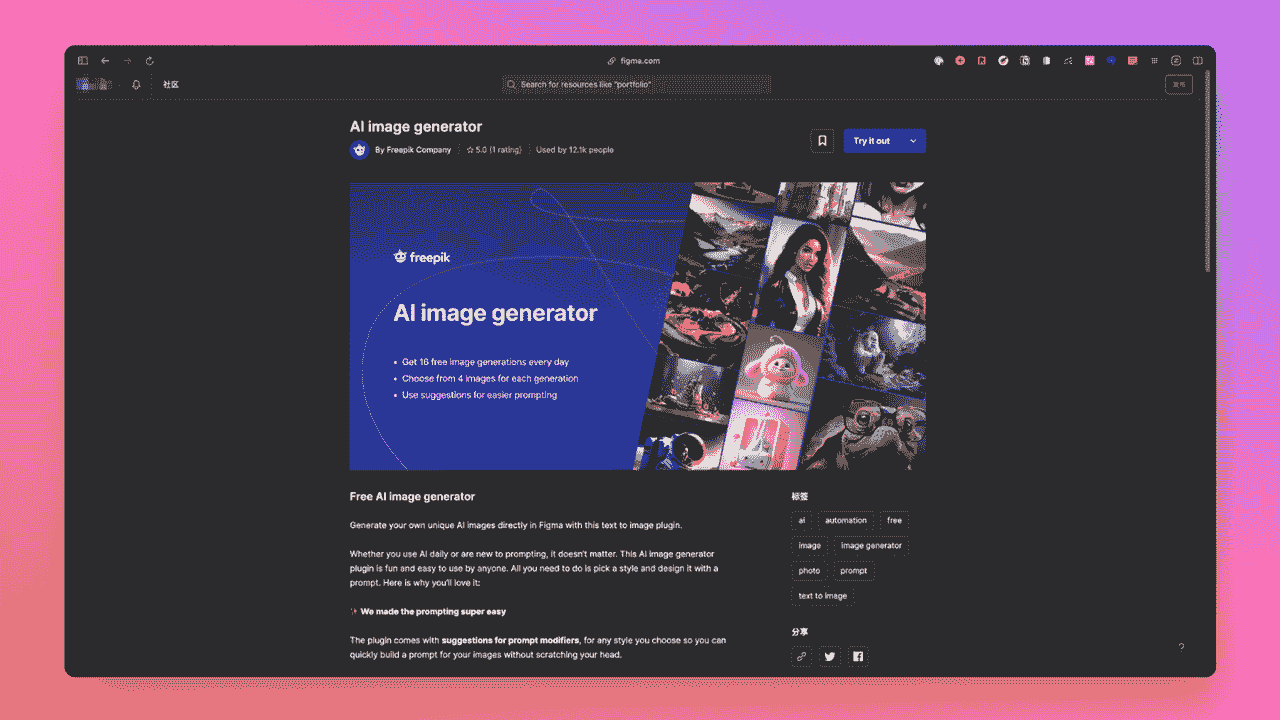 figma.com
社区
Search for resources like "portfolio"
发布
AI image generator
By Freepik Company
5.0 (1 rating)
Used by 12.1k people
Try it out
freepik
AI image generator
• Get 16 free image generations every day
• Choose from 4 images for each generation
• Use suggestions for easier prompting
Free AI image generator
Generate your own unique AI images directly in Figma with this text to image plugin.
Whether you use AI daily or are new to prompting, it doesn't matter. This AI image generator
plugin is fun and easy to use by anyone. All you need to do is pick a style and design it with a
prompt. Here is why you'll love it:
✨ We made the prompting super easy
The plugin comes with suggestions for prompt modifiers, for any style you choose so you can
quickly build a prompt for your images without scratching your head.
标签
ai
automation
free
image
image generator
photo
prompt
text to image
分享
?